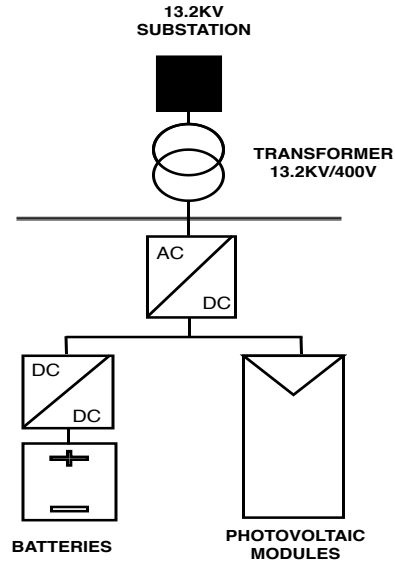 13.2KV
SUBSTATION
TRANSFORMER
13.2KV/400V
AC
DC
DC
DC
BATTERIES
PHOTOVOLTAIC
MODULES